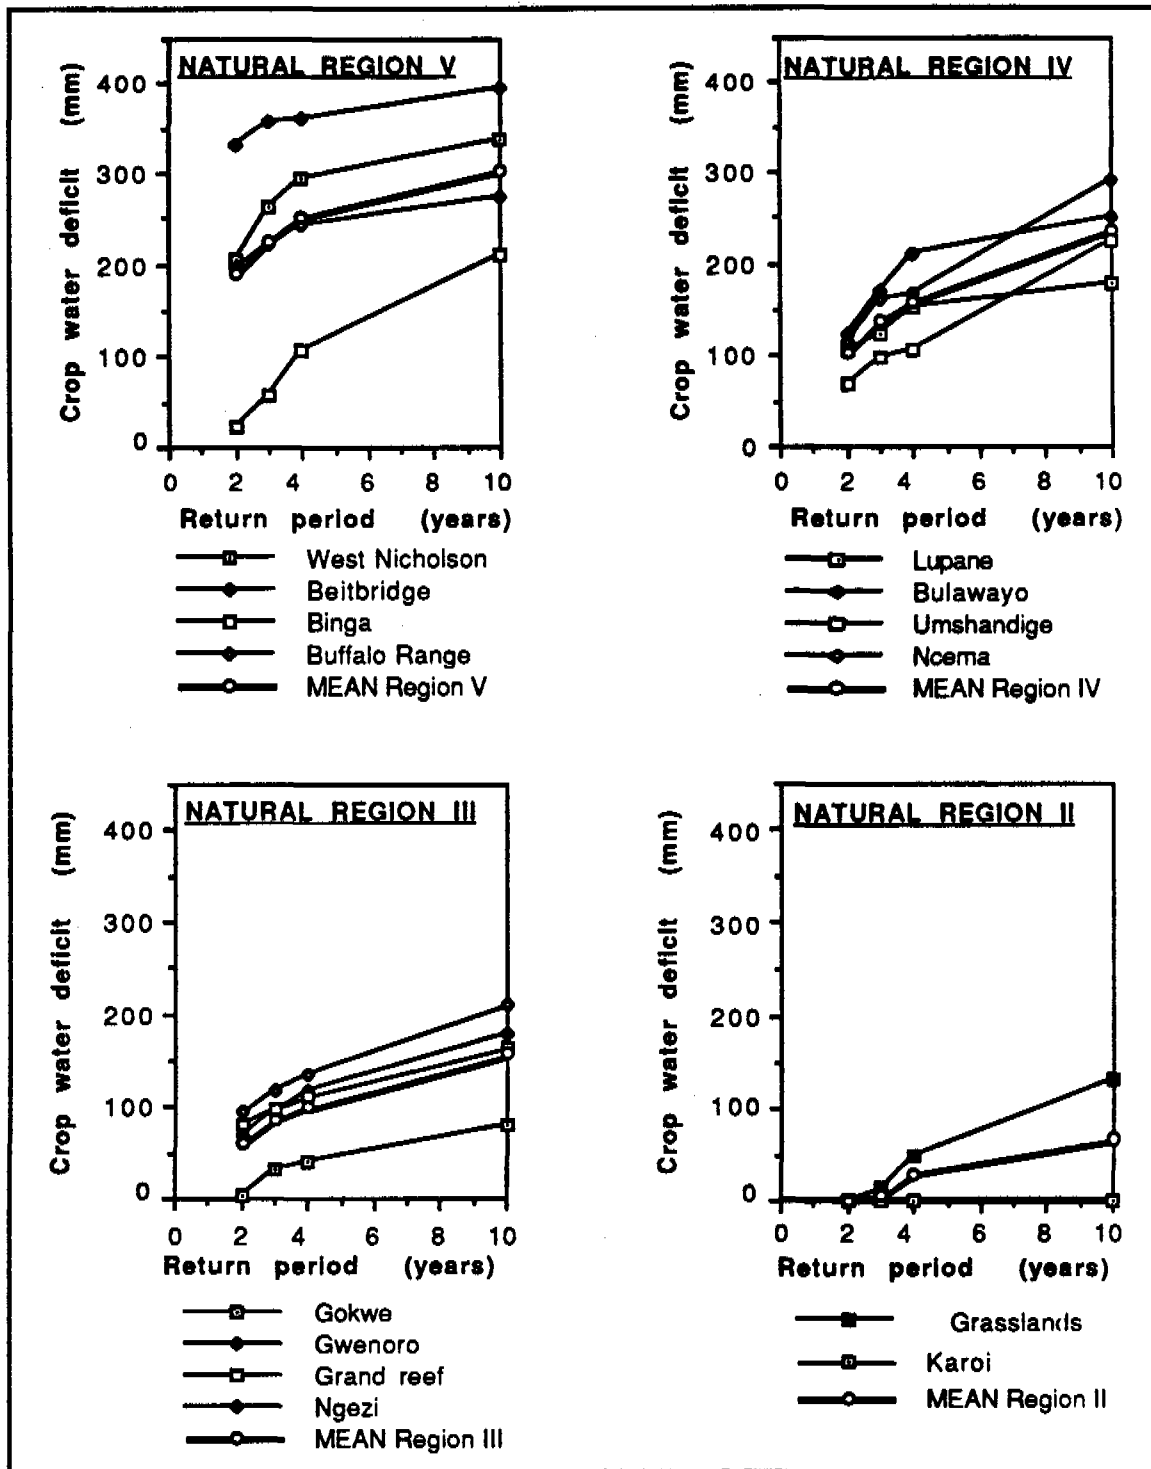 NATURAL REGION V
Crop water deficit (mm)
400
300
200
100
0
0 2 4 6 8 10
Return period (years)
West Nicholson
Beitbridge
Binga
Buffalo Range
MEAN Region V
NATURAL REGION IV
Crop water deficit (mm)
400
300
200
100
0
0 2 4 6 8 10
Return period (years)
Lupane
Bulawayo
Umshandige
Ncema
MEAN Region IV
NATURAL REGION III
Crop water deficit (mm)
400
300
200
100
0
0 2 4 6 8 10
Return period (years)
Gokwe
Gwenoro
Grand reef
Ngezi
MEAN Region III
NATURAL REGION II
Crop water deficit (mm)
400
300
200
100
0
0 2 4 6 8 10
Return period (years)
Grasslands
Karoi
MEAN Region II